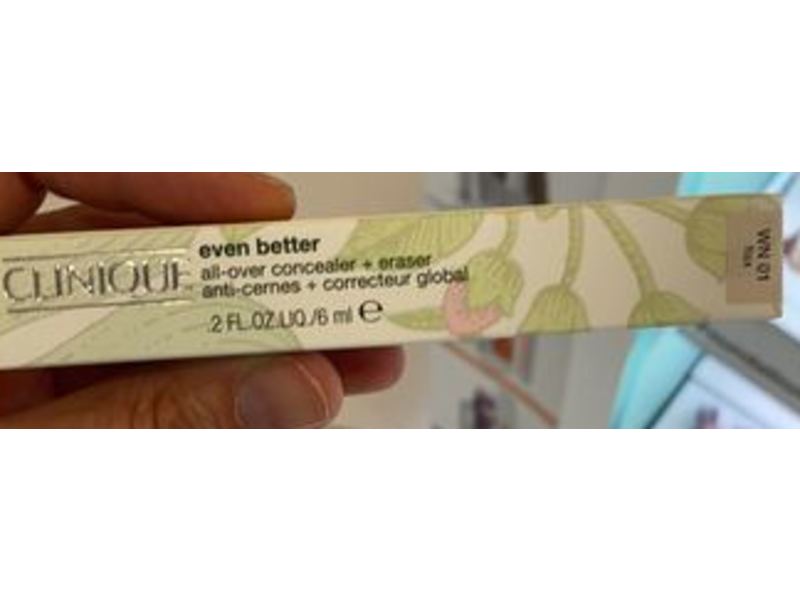 CLINIQUE
even better
all-over concealer + eraser
anti-cernes + correcteur global
.2 FL.OZ.LIQ./6 ml ℮
WN 01
flax